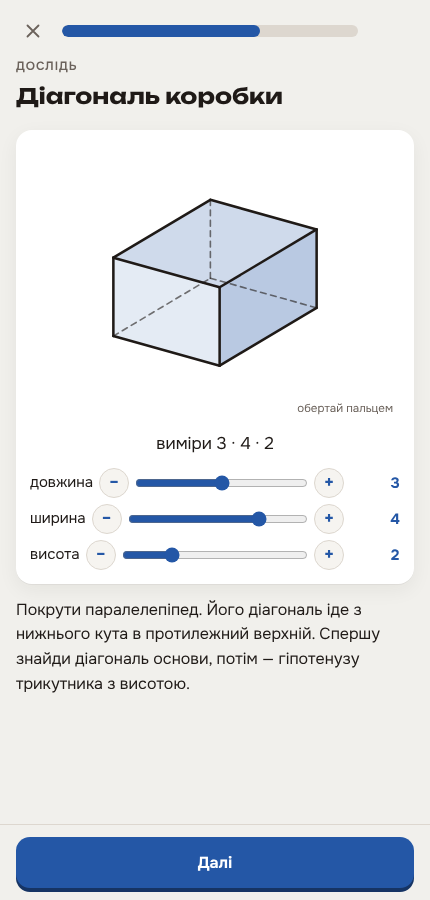 ДОСЛІДЬ
Діагональ коробки
обертай пальцем
виміри 3 · 4 · 2
довжина − + 3
ширина − + 4
висота − + 2
Покрути паралелепіпед. Його діагональ іде з
нижнього кута в протилежний верхній. Спершу
знайди діагональ основи, потім — гіпотенузу
трикутника з висотою.
Далі